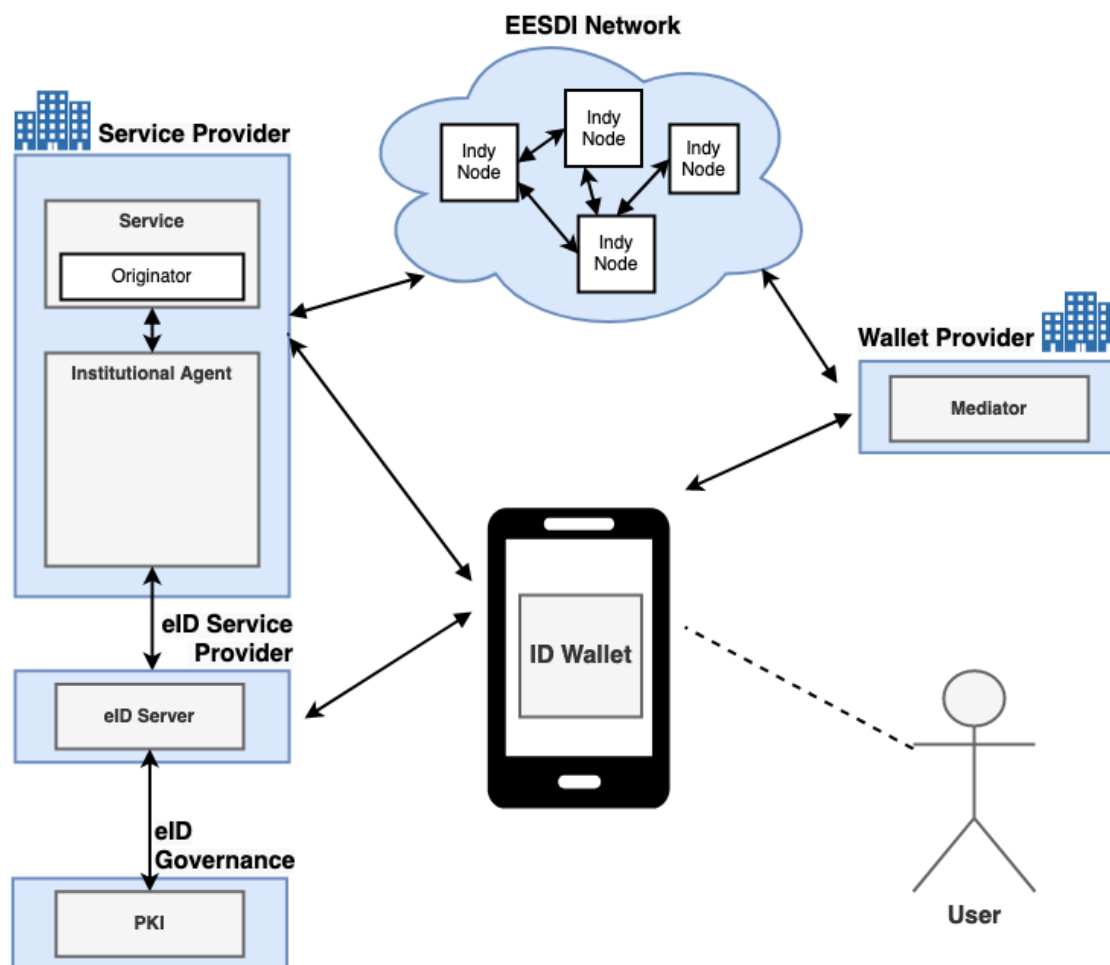 EESDI Network
Indy
Node
Indy
Node
Indy
Node
Indy
Node
Service Provider
Service
Originator
Institutional Agent
Wallet Provider
Mediator
eID Service
Provider
eID Server
ID Wallet
eID
Governance
PKI
User